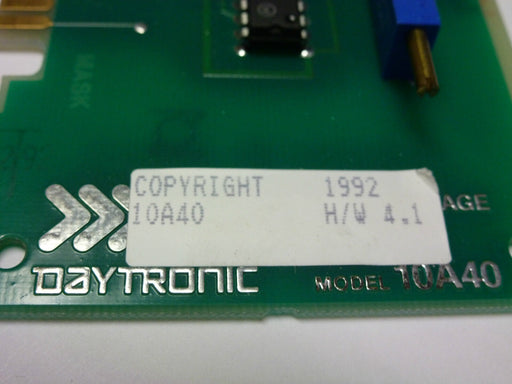 MASK
COPYRIGHT 1992
10A40 H/W 4.1
AGE
DAYTRONIC MODEL 10A40